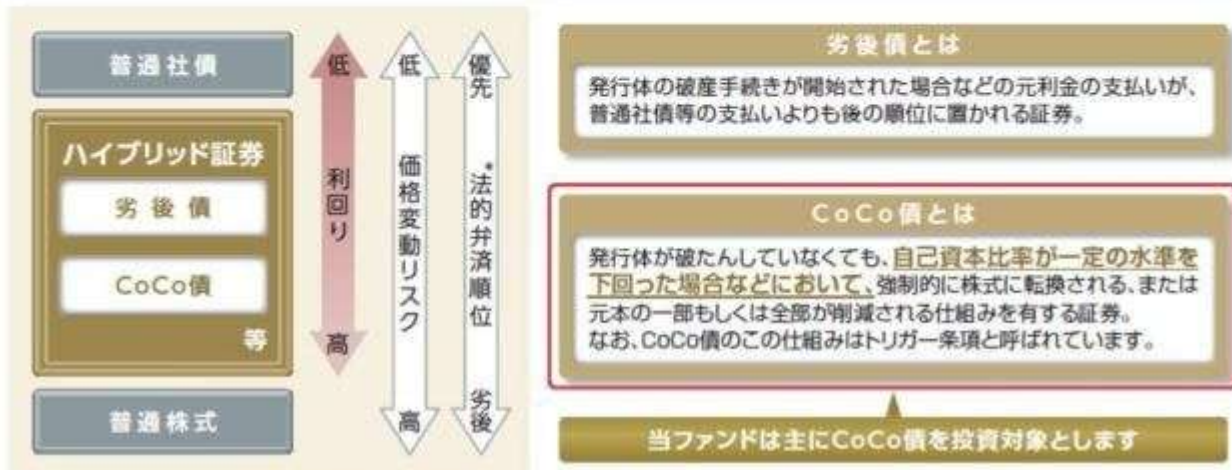 普通社債
ハイブリッド証券
劣後債
CoCo債
等
普通株式
低
利回り
高
低
価格変動リスク
高
優先
*法的弁済順位
劣後
劣後債とは
発行体の破産手続きが開始された場合などの元利金の支払いが、
普通社債等の支払いよりも後の順位に置かれる証券。
CoCo債とは
発行体が破たんしていなくても、自己資本比率が一定の水準を
下回った場合などにおいて、強制的に株式に転換される、または
元本の一部もしくは全部が削減される仕組みを有する証券。
なお、CoCo債のこの仕組みはトリガー条項と呼ばれています。
当ファンドは主にCoCo債を投資対象とします